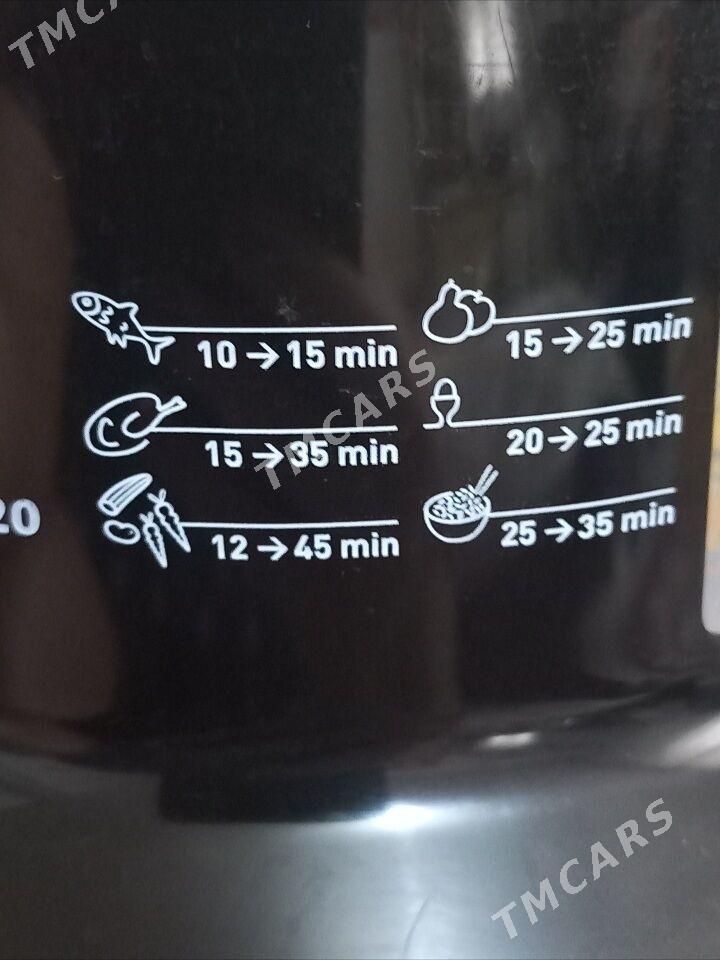 TMCARS
10→15 min
15→25 min
15→35 min
20→25 min
TMCARS
20
12→45 min
25→35 min
TMCARS